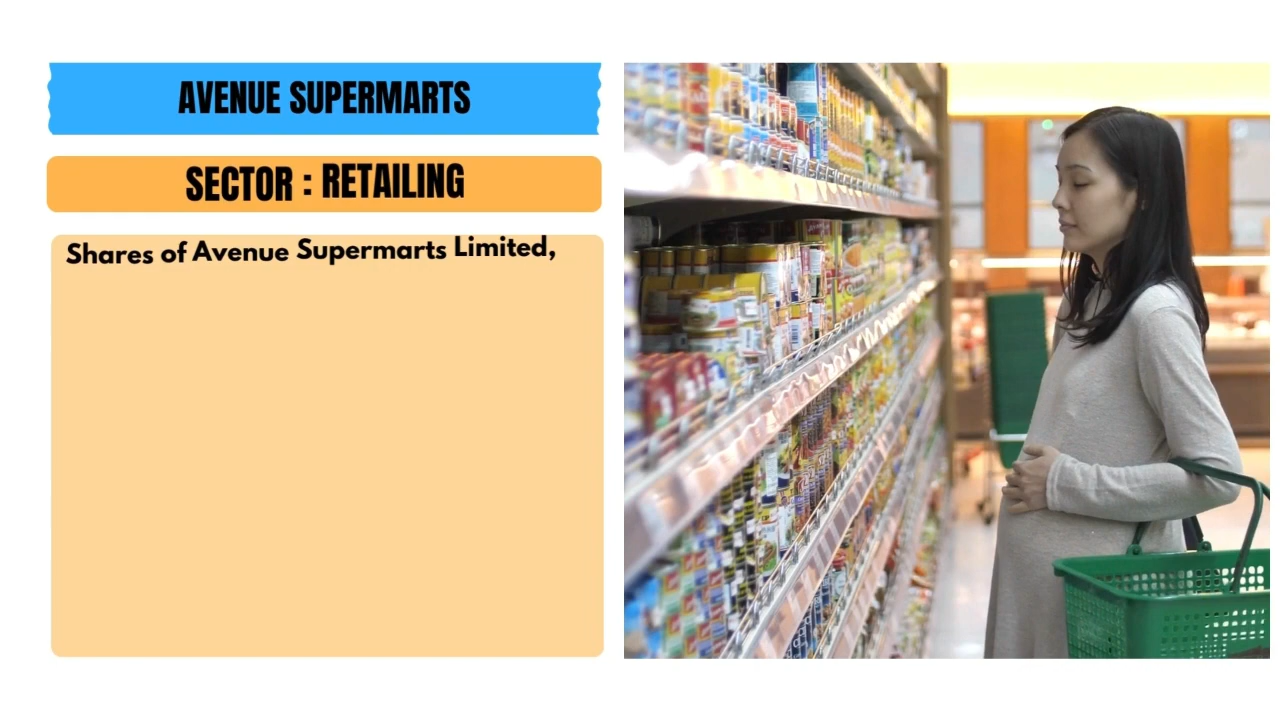 AVENUE SUPERMARTS
SECTOR : RETAILING
Shares of Avenue Supermarts Limited,